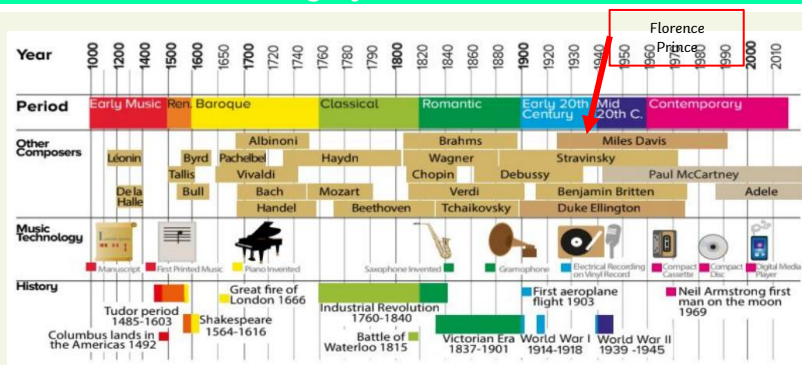 Florence
Prince
Year
1000 1200 1400 1500 1600 1650 1700 1720 1740 1760 1780 1790 1800 1820 1840 1860 1880 1900 1920 1930 1940 1950 1960 1970 1980 1990 2000 2010
Period Early Music Ren. Baroque Classical Romantic Early 20th Century Mid 20th C. Contemporary
Other Composers
Albinoni Brahms Miles Davis
Léonin Byrd Pachelbel Haydn Wagner Stravinsky
Tallis Vivaldi Chopin Debussy Paul McCartney
De la Halle Bull Bach Mozart Verdi Benjamin Britten Adele
Handel Beethoven Tchaikovsky Duke Ellington
Music Technology
Manuscript First Printed Music Piano Invented Saxophone Invented Gramophone Electrical Recording on Vinyl Record Compact Cassette Compact Disc Digital Media Player
History
Tudor period
1485-1603
Columbus lands in
the Americas 1492
Shakespeare
1564-1616
Great fire of
London 1666
Industrial Revolution
1760-1840
Battle of
Waterloo 1815
Victorian Era
1837-1901
First aeroplane
flight 1903
World War I
1914-1918
World War II
1939 -1945
Neil Armstrong first
man on the moon
1969